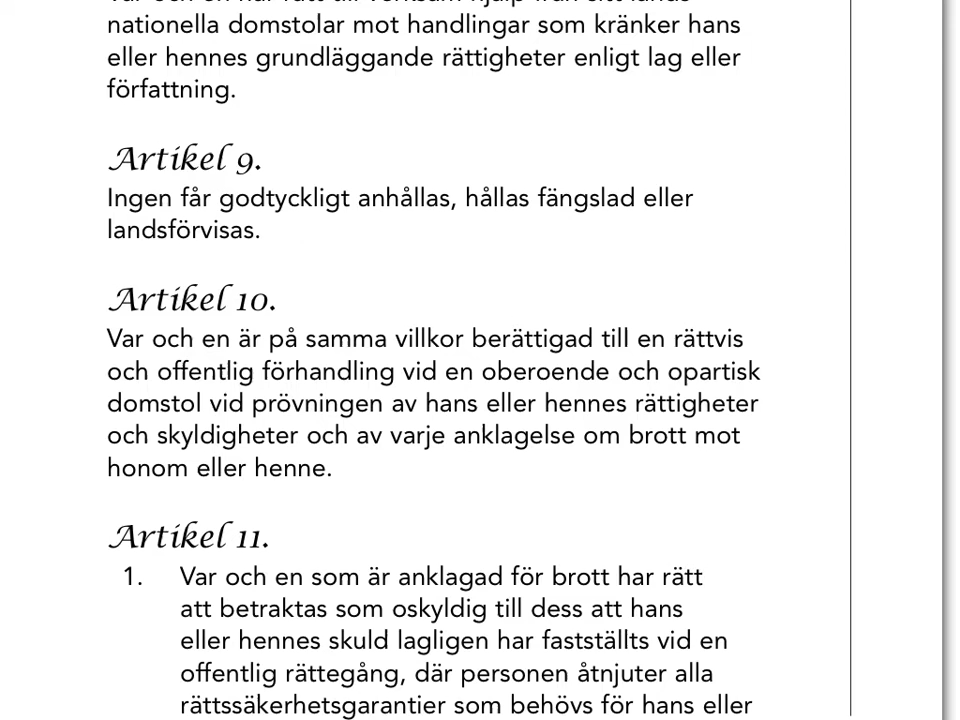 nationella domstolar mot handlingar som kränker hans
eller hennes grundläggande rättigheter enligt lag eller
författning.
Artikel 9.
Ingen får godtyckligt anhållas, hållas fängslad eller
landsförvisas.
Artikel 10.
Var och en är på samma villkor berättigad till en rättvis
och offentlig förhandling vid en oberoende och opartisk
domstol vid prövningen av hans eller hennes rättigheter
och skyldigheter och av varje anklagelse om brott mot
honom eller henne.
Artikel 11.
1. Var och en som är anklagad för brott har rätt
att betraktas som oskyldig till dess att hans
eller hennes skuld lagligen har fastställts vid en
offentlig rättegång, där personen åtnjuter alla
rättssäkerhetsgarantier som behövs för hans eller